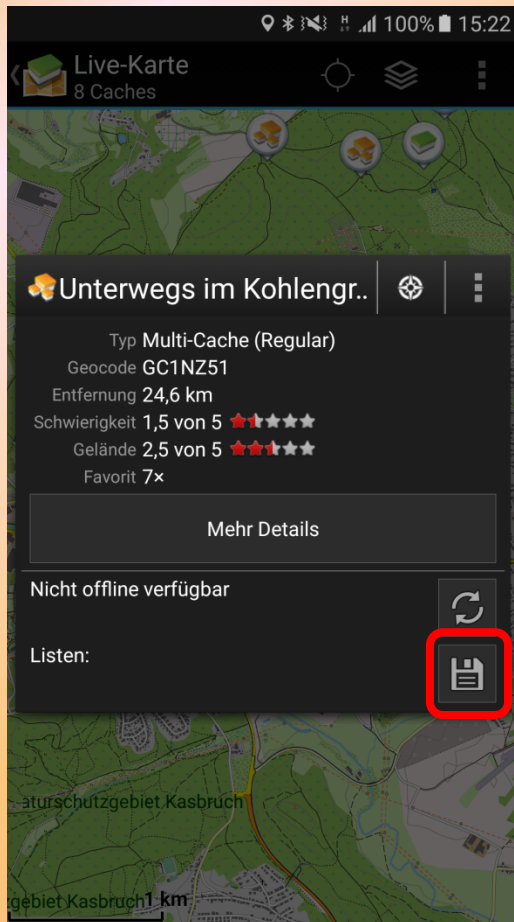 100% 15:22
Live-Karte
8 Caches
Unterwegs im Kohlengr..
Typ Multi-Cache (Regular)
Geocode GC1NZ51
Entfernung 24,6 km
Schwierigkeit 1,5 von 5
Gelände 2,5 von 5
Favorit 7×
Mehr Details
Nicht offline verfügbar
Listen:
aturschutzgebiet Kasbruch
gebiet Kasbruch
1 km